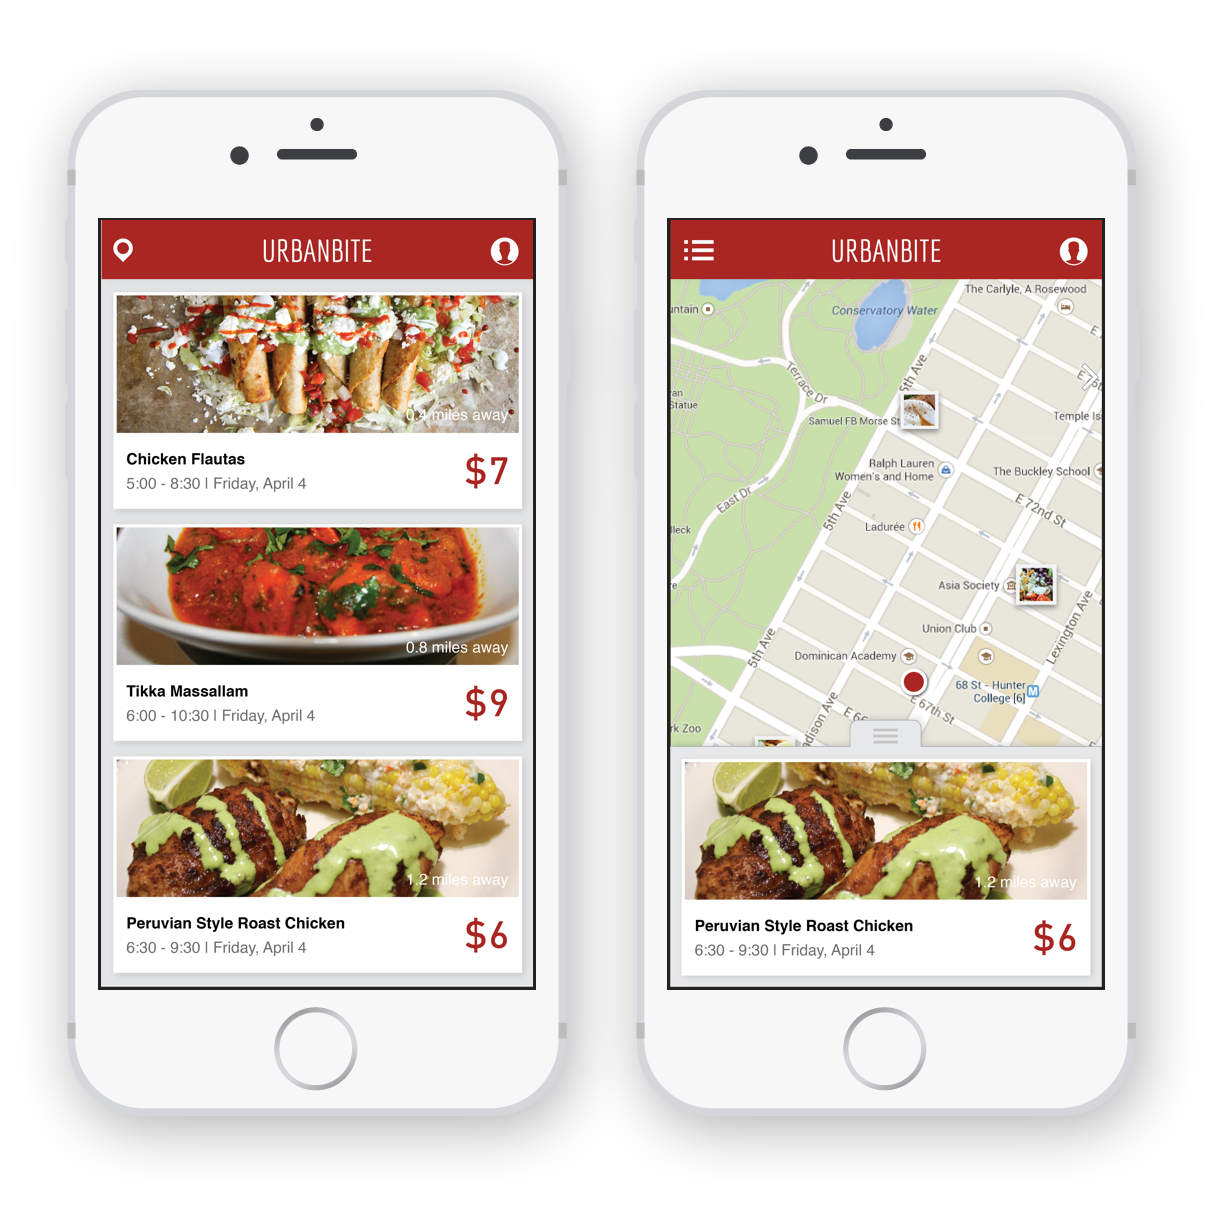 URBANBITE
0.4 miles away
Chicken Flautas
$7
5:00 - 8:30 | Friday, April 4
0.8 miles away
Tikka Massallam
$9
6:00 - 10:30 | Friday, April 4
1.2 miles away
Peruvian Style Roast Chicken
$6
6:30 - 9:30 | Friday, April 4
URBANBITE
The Carlyle, A Rosewood
untain
Conservatory Water
5th Ave
Terrace Dr
an
Statue
Temple Is
Samuel FB Morse St
Ralph Lauren
Women's and Home
The Buckley School
East Dr
5th Ave
E 72nd St
lleck
Ladurée
Asia Society
Union Club
Lexington Ave
5th Ave
Dominican Academy
68 St - Hunter
College [6]
M
E 67th St
adison Ave
E 66
rk Zoo
1.2 miles away
Peruvian Style Roast Chicken
$6
6:30 - 9:30 | Friday, April 4